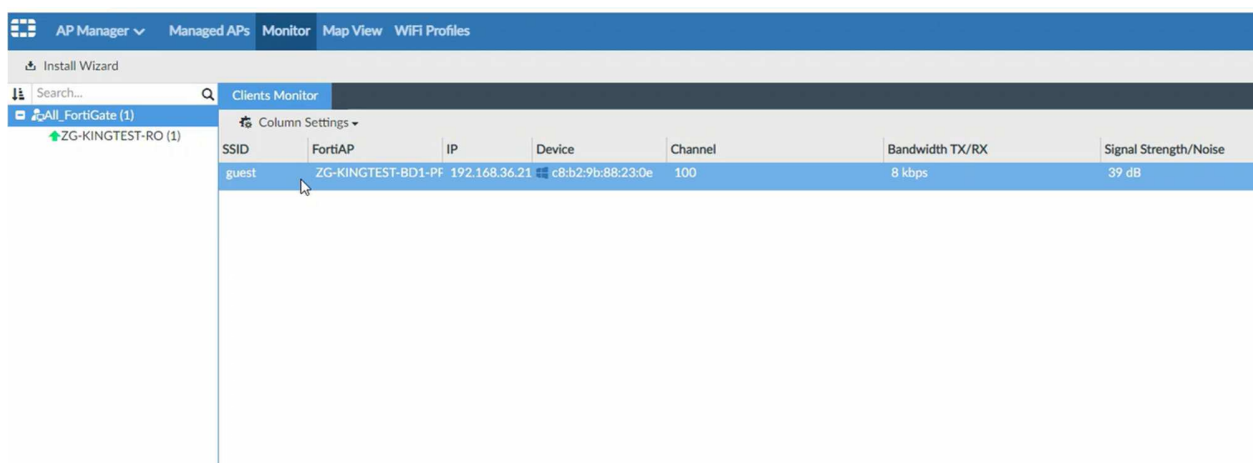 AP Manager Managed APs Monitor Map View WiFi Profiles
Install Wizard
Search...
Clients Monitor
All_FortiGate (1)
Column Settings
ZG-KINGTEST-RO (1)
SSID FortiAP IP Device Channel Bandwidth TX/RX Signal Strength/Noise
guest ZG-KINGTEST-BD1-PF 192.168.36.21 c8:b2:9b:88:23:0e 100 8 kbps 39 dB